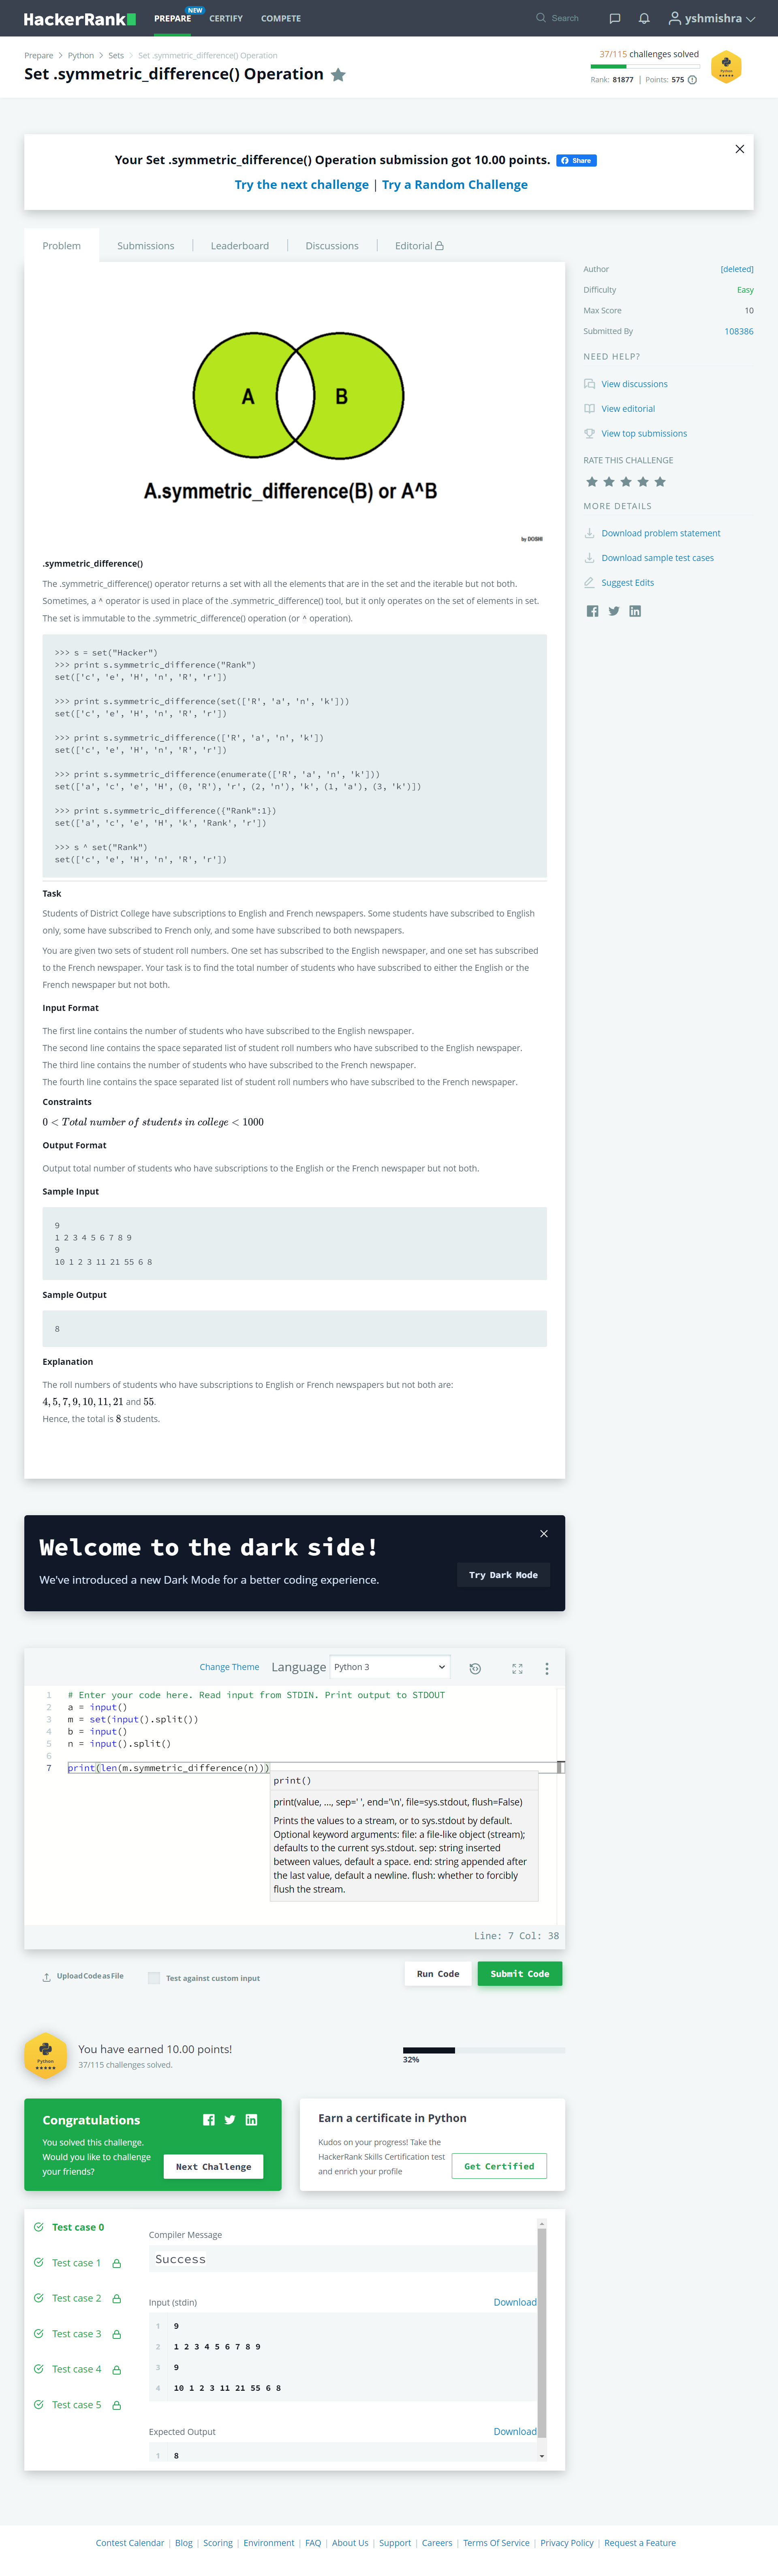 HackerRank PREPARE NEW CERTIFY COMPETE Search yshmishra
Prepare > Python > Sets > Set .symmetric_difference() Operation
Set .symmetric_difference() Operation
37/115 challenges solved
Rank: 81877 | Points: 575
Python
Your Set .symmetric_difference() Operation submission got 10.00 points. Share
Try the next challenge | Try a Random Challenge
Problem Submissions Leaderboard Discussions Editorial
Author [deleted]
Difficulty Easy
Max Score 10
Submitted By 108386
NEED HELP?
View discussions
View editorial
View top submissions
RATE THIS CHALLENGE
MORE DETAILS
Download problem statement
Download sample test cases
Suggest Edits
A B
A.symmetric_difference(B) or A^B
by DOSHI
.symmetric_difference()
The .symmetric_difference() operator returns a set with all the elements that are in the set and the iterable but not both.
Sometimes, a ^ operator is used in place of the .symmetric_difference() tool, but it only operates on the set of elements in set.
The set is immutable to the .symmetric_difference() operation (or ^ operation).
>>> s = set("Hacker")
>>> print s.symmetric_difference("Rank")
set(['c', 'e', 'H', 'n', 'R', 'r'])
>>> print s.symmetric_difference(set(['R', 'a', 'n', 'k']))
set(['c', 'e', 'H', 'n', 'R', 'r'])
>>> print s.symmetric_difference(['R', 'a', 'n', 'k'])
set(['c', 'e', 'H', 'n', 'R', 'r'])
>>> print s.symmetric_difference(enumerate(['R', 'a', 'n', 'k']))
set(['a', 'c', 'e', 'H', (0, 'R'), 'r', (2, 'n'), 'k', (1, 'a'), (3, 'k')])
>>> print s.symmetric_difference({"Rank":1})
set(['a', 'c', 'e', 'H', 'k', 'Rank', 'r'])
>>> s ^ set("Rank")
set(['c', 'e', 'H', 'n', 'R', 'r'])
Task
Students of District College have subscriptions to English and French newspapers. Some students have subscribed to English
only, some have subscribed to French only, and some have subscribed to both newspapers.
You are given two sets of student roll numbers. One set has subscribed to the English newspaper, and one set has subscribed
to the French newspaper. Your task is to find the total number of students who have subscribed to either the English or the
French newspaper but not both.
Input Format
The first line contains the number of students who have subscribed to the English newspaper.
The second line contains the space separated list of student roll numbers who have subscribed to the English newspaper.
The third line contains the number of students who have subscribed to the French newspaper.
The fourth line contains the space separated list of student roll numbers who have subscribed to the French newspaper.
Constraints
0 < Total number of students in college < 1000
Output Format
Output total number of students who have subscriptions to the English or the French newspaper but not both.
Sample Input
9
1 2 3 4 5 6 7 8 9
9
10 1 2 3 11 21 55 6 8
Sample Output
8
Explanation
The roll numbers of students who have subscriptions to English or French newspapers but not both are:
4, 5, 7, 9, 10, 11, 21 and 55.
Hence, the total is 8 students.
Welcome to the dark side!
We've introduced a new Dark Mode for a better coding experience.
Try Dark Mode
Change Theme Language Python 3
1 # Enter your code here. Read input from STDIN. Print output to STDOUT
2 a = input()
3 m = set(input().split())
4 b = input()
5 n = input().split()
6
7 print(len(m.symmetric_difference(n)))
print()
print(value, ..., sep=' ', end='\n', file=sys.stdout, flush=False)
Prints the values to a stream, or to sys.stdout by default.
Optional keyword arguments: file: a file-like object (stream);
defaults to the current sys.stdout. sep: string inserted
between values, default a space. end: string appended after
the last value, default a newline. flush: whether to forcibly
flush the stream.
Line: 7 Col: 38
Upload Code as File Test against custom input Run Code Submit Code
Python
You have earned 10.00 points!
37/115 challenges solved.
32%
Congratulations
You solved this challenge.
Would you like to challenge
your friends?
Next Challenge
Earn a certificate in Python
Kudos on your progress! Take the
HackerRank Skills Certification test
and enrich your profile
Get Certified
Test case 0
Test case 1
Test case 2
Test case 3
Test case 4
Test case 5
Compiler Message
Success
Input (stdin) Download
1 9
2 1 2 3 4 5 6 7 8 9
3 9
4 10 1 2 3 11 21 55 6 8
Expected Output Download
1 8
Contest Calendar | Blog | Scoring | Environment | FAQ | About Us | Support | Careers | Terms Of Service | Privacy Policy | Request a Feature